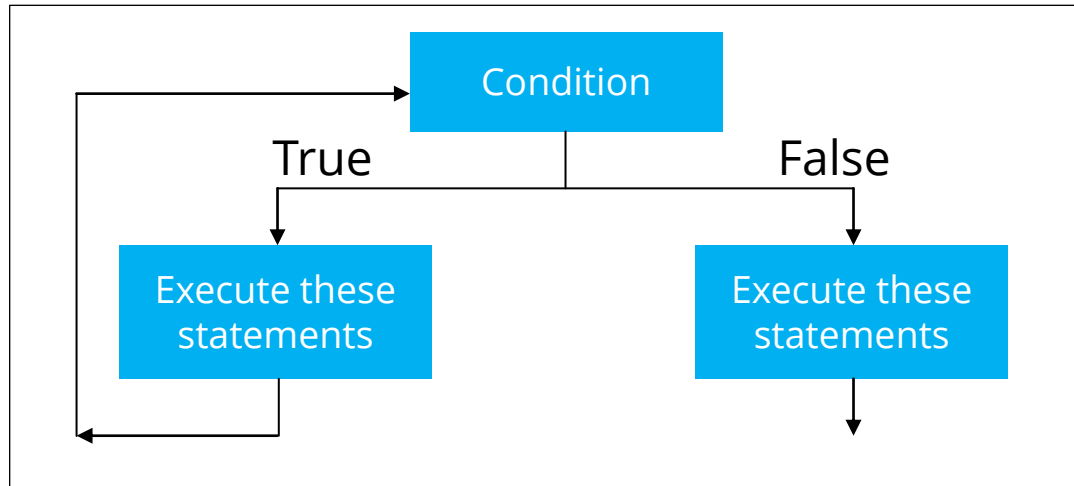 Condition
True
False
Execute these
statements
Execute these
statements